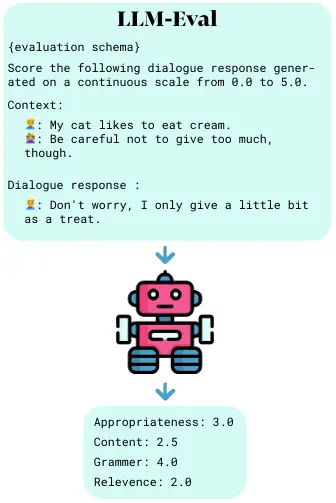 LLM-Eval
{evaluation schema}
Score the following dialogue response gener-
ated on a continuous scale from 0.0 to 5.0.
Context:
: My cat likes to eat cream.
: Be careful not to give too much,
though.
Dialogue response :
: Don't worry, I only give a little bit
as a treat.
Appropriateness: 3.0
Content: 2.5
Grammer: 4.0
Relevence: 2.0